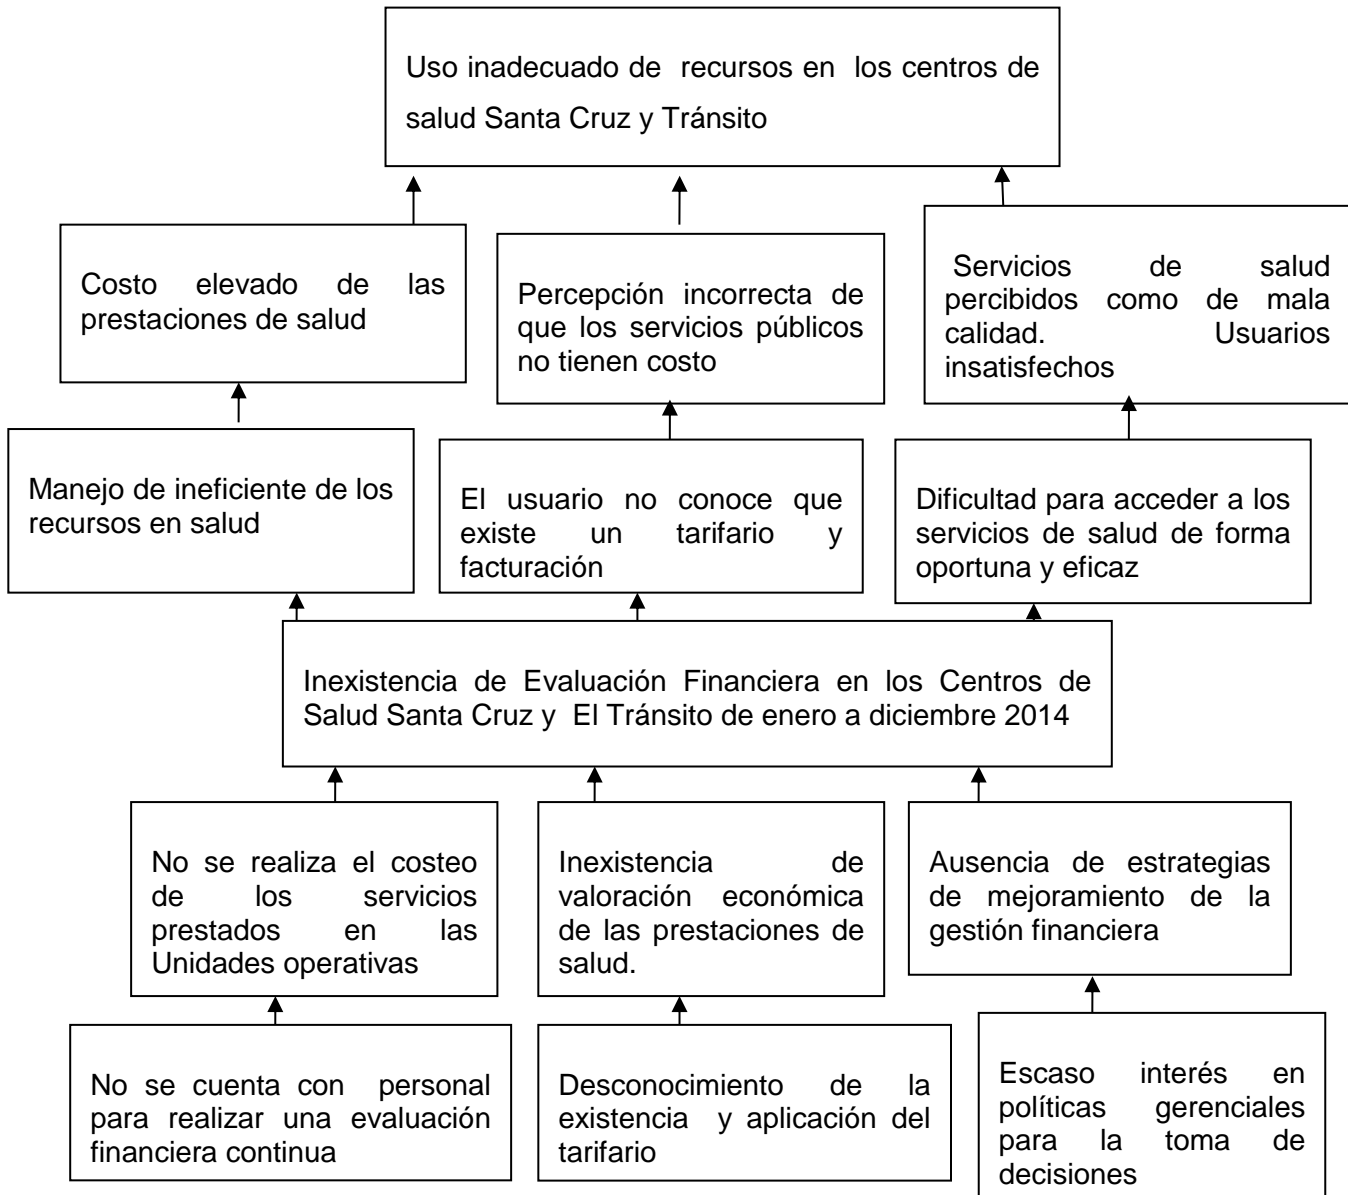 Uso inadecuado de recursos en los centros de
salud Santa Cruz y Tránsito
Costo elevado de las
prestaciones de salud
Percepción incorrecta de
que los servicios públicos
no tienen costo
Servicios de salud
percibidos como de mala
calidad. Usuarios
insatisfechos
Manejo de ineficiente de los
recursos en salud
El usuario no conoce que
existe un tarifario y
facturación
Dificultad para acceder a los
servicios de salud de forma
oportuna y eficaz
Inexistencia de Evaluación Financiera en los Centros de
Salud Santa Cruz y El Tránsito de enero a diciembre 2014
No se realiza el costeo
de los servicios
prestados en las
Unidades operativas
Inexistencia de
valoración económica
de las prestaciones de
salud.
Ausencia de estrategias
de mejoramiento de la
gestión financiera
No se cuenta con personal
para realizar una evaluación
financiera continua
Desconocimiento de la
existencia y aplicación del
tarifario
Escaso interés en
políticas gerenciales
para la toma de
decisiones